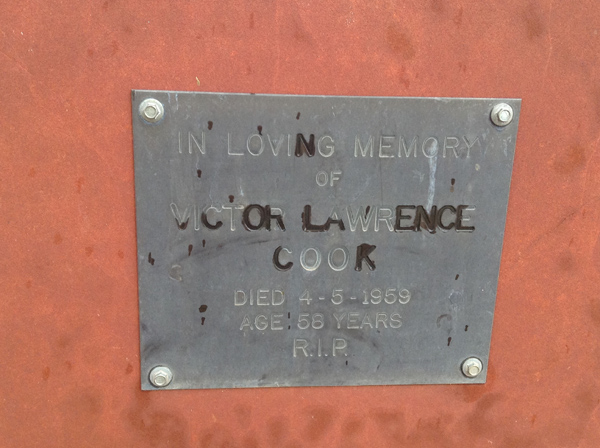 IN LOVING MEMORY
OF
VICTOR LAWRENCE
COOK
DIED 4-5-1959
AGE 58 YEARS
R.I.P.